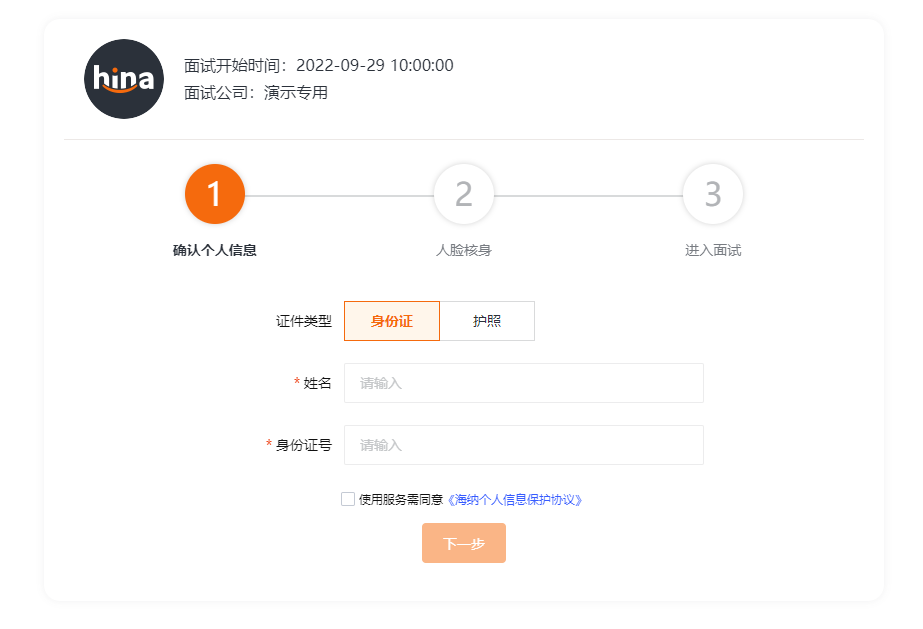 hina
面试开始时间：2022-09-29 10:00:00
面试公司：演示专用
1
2
3
确认个人信息
人脸核身
进入面试
证件类型 身份证 护照
* 姓名 请输入
* 身份证号 请输入
使用服务需同意《海纳个人信息保护协议》
下一步